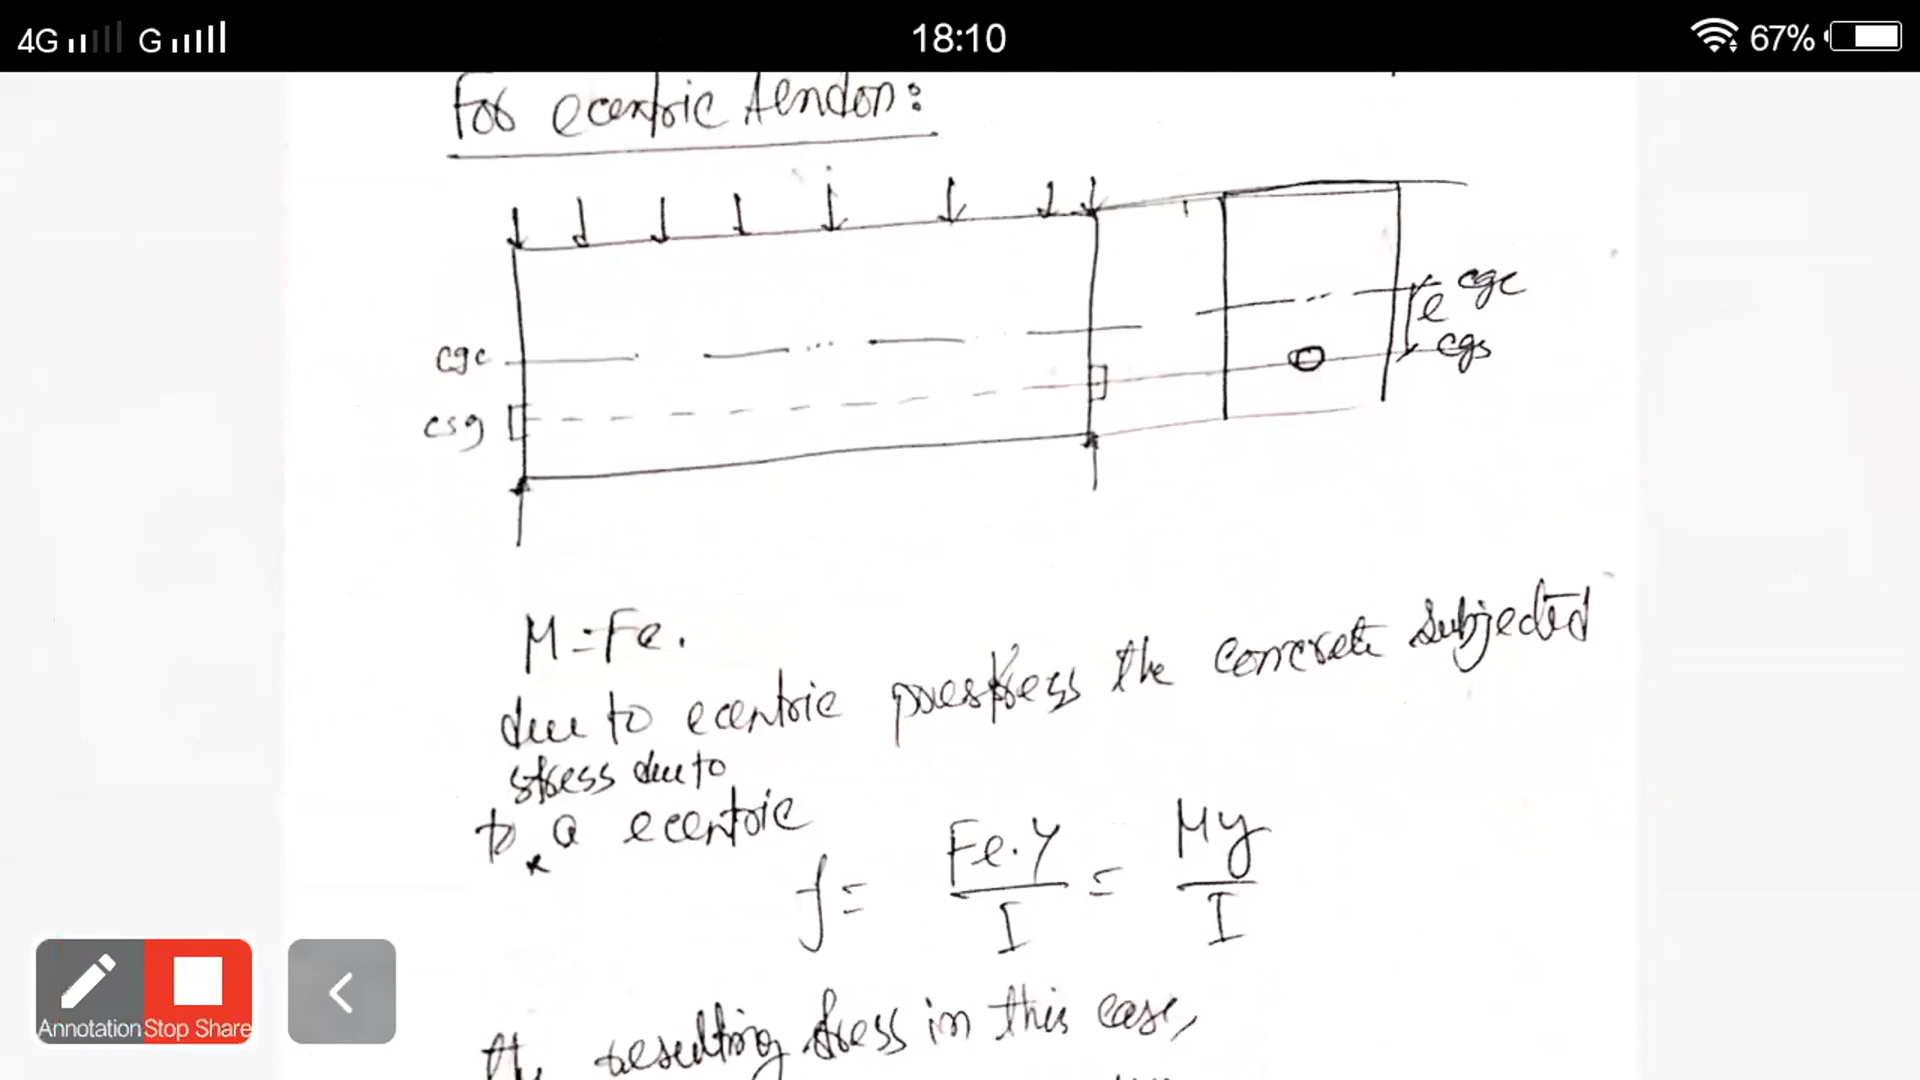 4G G 18:10 67%
For ecentric tendon:
cgc
csg
e cgc
cgs
M = Fe.
due to ecentric prestress the concrete subjected
stress due to
to a ecentric
f = Fe.y / I = My / I
the resulting stress in this case,
Annotation Stop Share